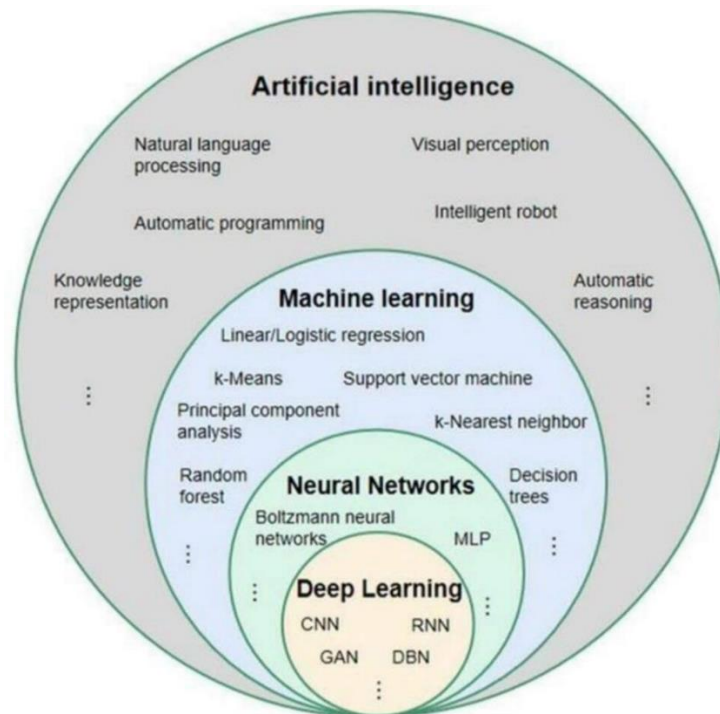 Artificial intelligence
Natural language
processing
Visual perception
Automatic programming
Intelligent robot
Knowledge
representation
Automatic
reasoning
Machine learning
Linear/Logistic regression
k-Means
Support vector machine
Principal component
analysis
k-Nearest neighbor
Random
forest
Decision
trees
Neural Networks
Boltzmann neural
networks
MLP
Deep Learning
CNN
RNN
GAN
DBN